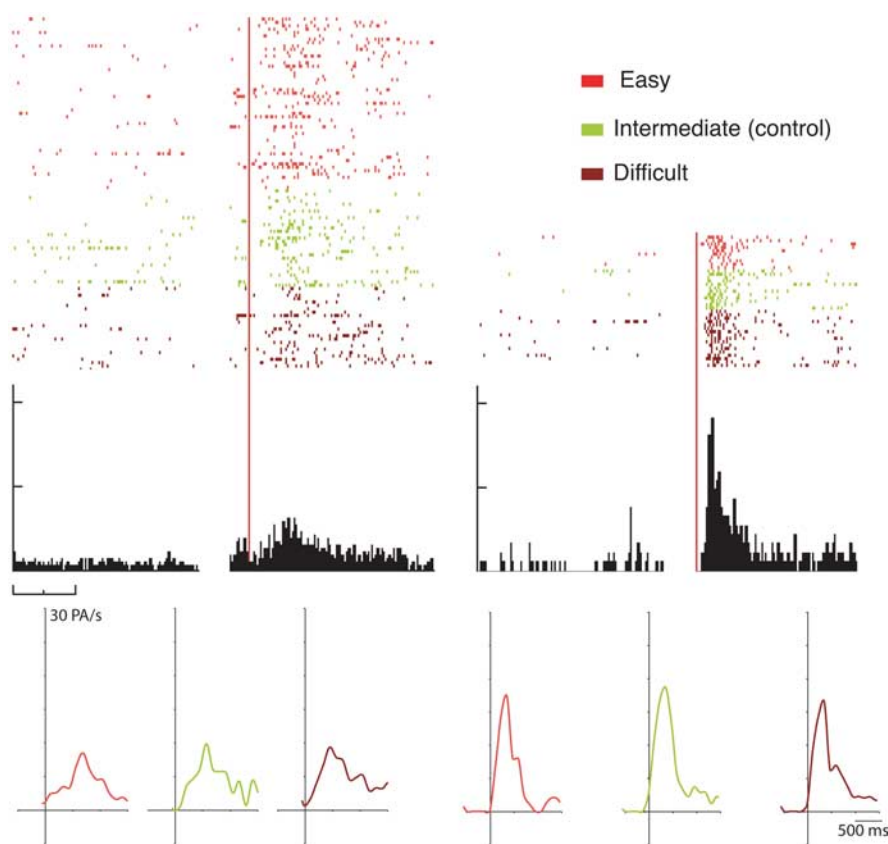 Easy
Intermediate (control)
Difficult
30 PA/s
500 ms